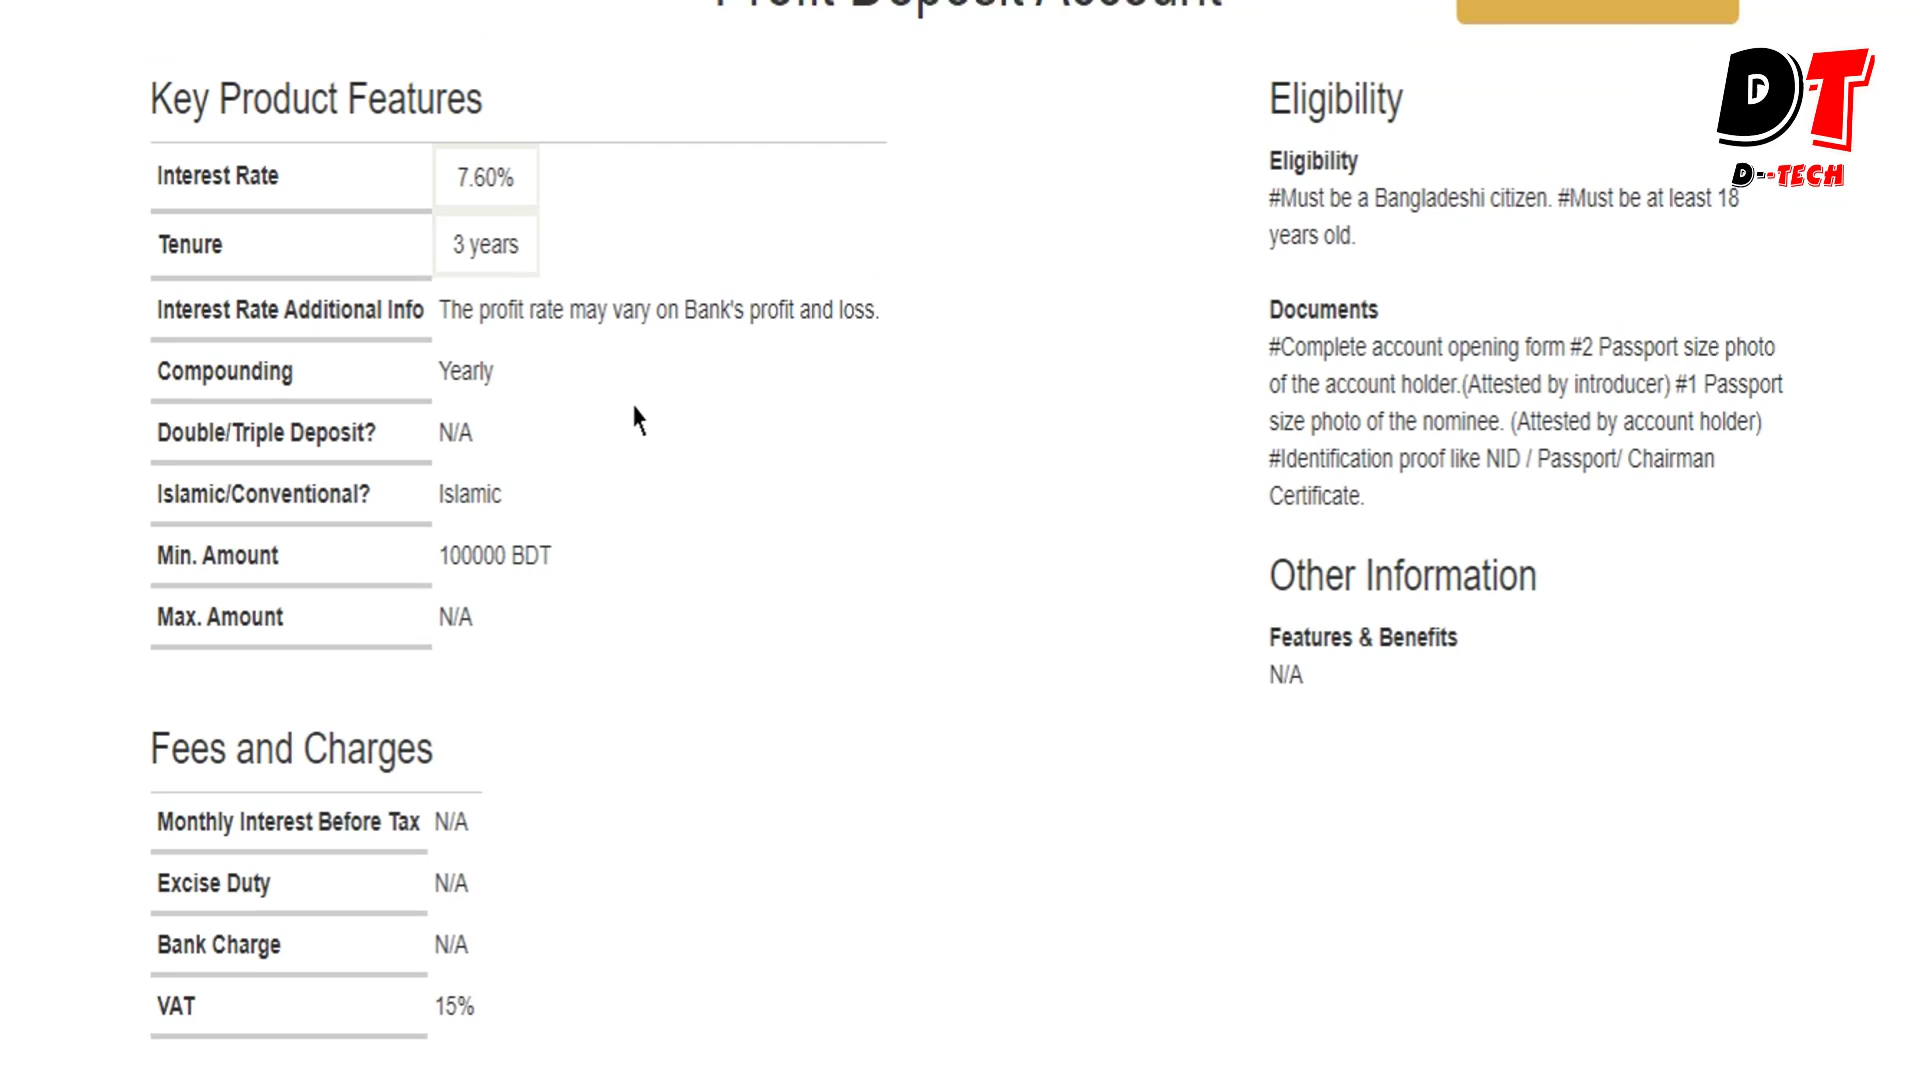 Profit Deposit Account
Key Product Features
Interest Rate 7.60%
Tenure 3 years
Interest Rate Additional Info The profit rate may vary on Bank's profit and loss.
Compounding Yearly
Double/Triple Deposit? N/A
Islamic/Conventional? Islamic
Min. Amount 100000 BDT
Max. Amount N/A
Fees and Charges
Monthly Interest Before Tax N/A
Excise Duty N/A
Bank Charge N/A
VAT 15%
Eligibility
Eligibility
#Must be a Bangladeshi citizen. #Must be at least 18
years old.
Documents
#Complete account opening form #2 Passport size photo
of the account holder.(Attested by introducer) #1 Passport
size photo of the nominee. (Attested by account holder)
#Identification proof like NID / Passport/ Chairman
Certificate.
Other Information
Features & Benefits
N/A
DT
D--TECH